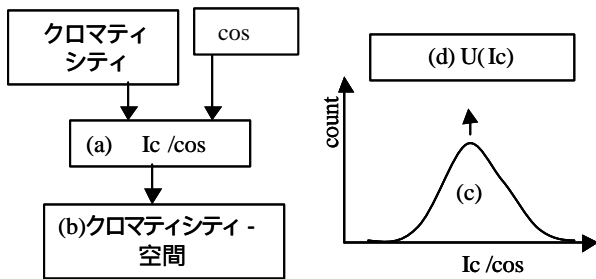 クロマティ
シティ
cos
(a) Ic /cos
(b)クロマティシティ -
空間
(d) U(Ic)
count
(c)
Ic /cos